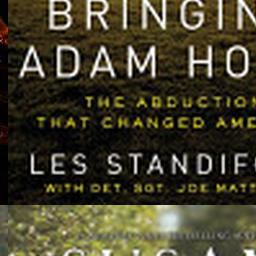 BRINGIN
ADAM HO
THE ABDUCTION
THAT CHANGED AME
LES STANDIFO
WITH DET. SGT. JOE MATT